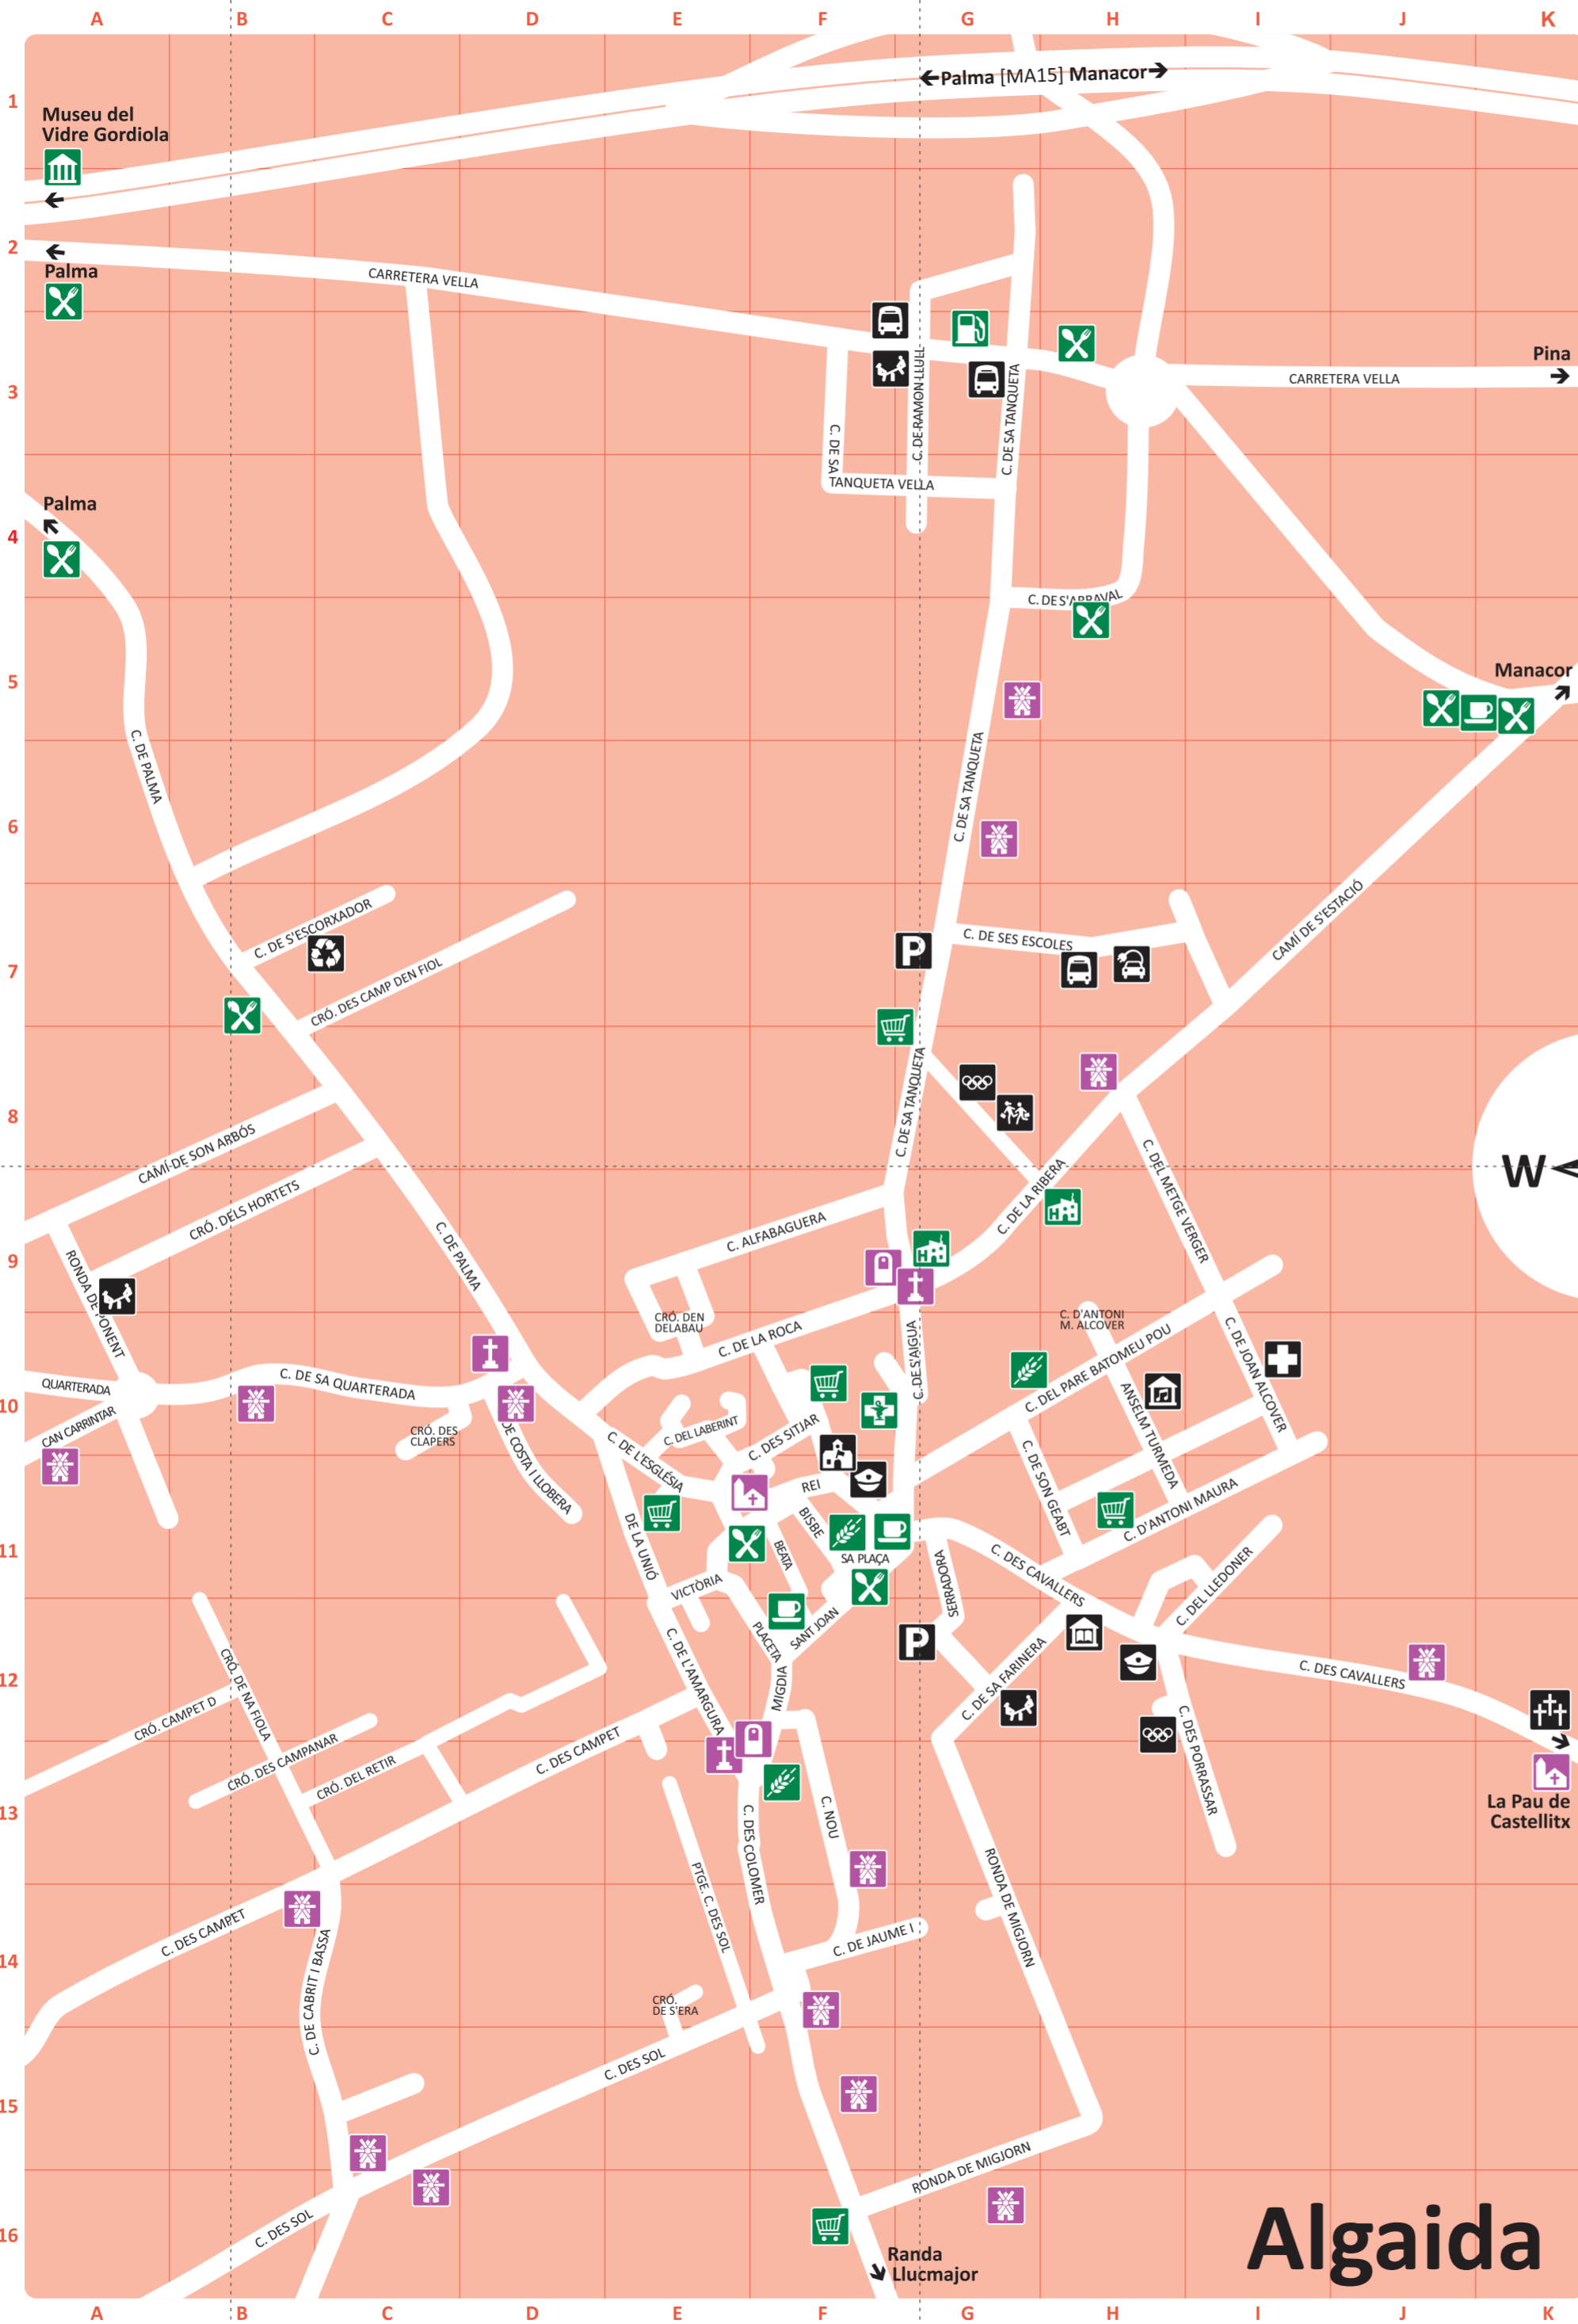 A B C D E F G H I J K
1
2
3
4
5
6
7
8
9
10
11
12
13
14
15
16
←Palma [MA15] Manacor→
Museu del
Vidre Gordiola
Palma
CARRETERA VELLA
Pina
CARRETERA VELLA
C. DE RAMON LLULL
C. DE SA TANQUETA
C. DE SA
TANQUETA VELLA
Palma
C. DE S'ARRAVAL
Manacor
C. DE PALMA
C. DE SA TANQUETA
C. DE S'ESCORXADOR
CRÓ. DES CAMP DEN FIOL
C. DE SES ESCOLES
CAMÍ DE S'ESTACIÓ
P
C. DE SA TANQUETA
CAMÍ DE SON ARBÓS
CRÓ. DELS HORTETS
C. DE LA RIBERA
C. DEL METGE VERGER
W
RONDA DE PONENT
C. DE PALMA
C. ALFABAGUERA
CRÓ. DEN
DELABAU
C. DE LA ROCA
C. DE S'AIGUA
C. D'ANTONI
M. ALCOVER
C. DEL PARE BATOMEU POU
C. DE JOAN ALCOVER
QUARTERADA
C. DE SA QUARTERADA
CAN CARRINTAR
CRÓ. DES
CLAPERS
DE COSTA I LLOBERA
C. DE L'ESGLÉSIA
C. DEL LABERINT
C. DES SITJAR
ANSELM TURMEDA
C. DE SON GEABT
C. D'ANTONI MAURA
REI
BISBE
BEATA
SA PLAÇA
DE LA UNIÓ
VICTÒRIA
SERRADORA
C. DES CAVALLERS
C. DEL LLEDONER
PLACETA
SANT JOAN
P
C. DE L'AMARGURA
MIGDIA
C. DE SA FARINERA
C. DES CAVALLERS
CRÓ. DE NA FIOLA
CRÓ. CAMPET D
CRÓ. DES CAMPANAR
CRÓ. DEL RETIR
C. DES CAMPET
C. DES PORRASSAR
La Pau de
Castellitx
C. DES COLOMER
C. NOU
PTGE. C. DES SOL
RONDA DE MIGJORN
C. DES CAMPET
C. DE CABRIT I BASSA
C. DE JAUME I
CRÓ.
DE S'ERA
C. DES SOL
RONDA DE MIGJORN
C. DES SOL
Randa
Llucmajor
Algaida
A B C D E F G H I J K